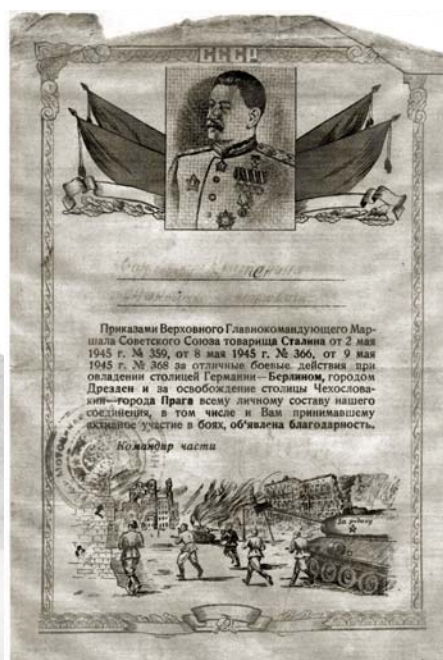 СССР
Приказами Верховного Главнокомандующего Мар-
шала Советского Союза товарища Сталина от 2 мая
1945 г. № 359, от 8 мая 1945 г. № 366, от 9 мая
1945 г. № 368 за отличные боевые действия при
овладении столицей Германии—Берлином, городом
Дрезден и за освобождение столицы Чехослова-
кии—города Прага всему личному составу нашего
соединения, в том числе и Вам принимавшему
активное участие в боях, об'явлена благодарность.
Командир части
За родину